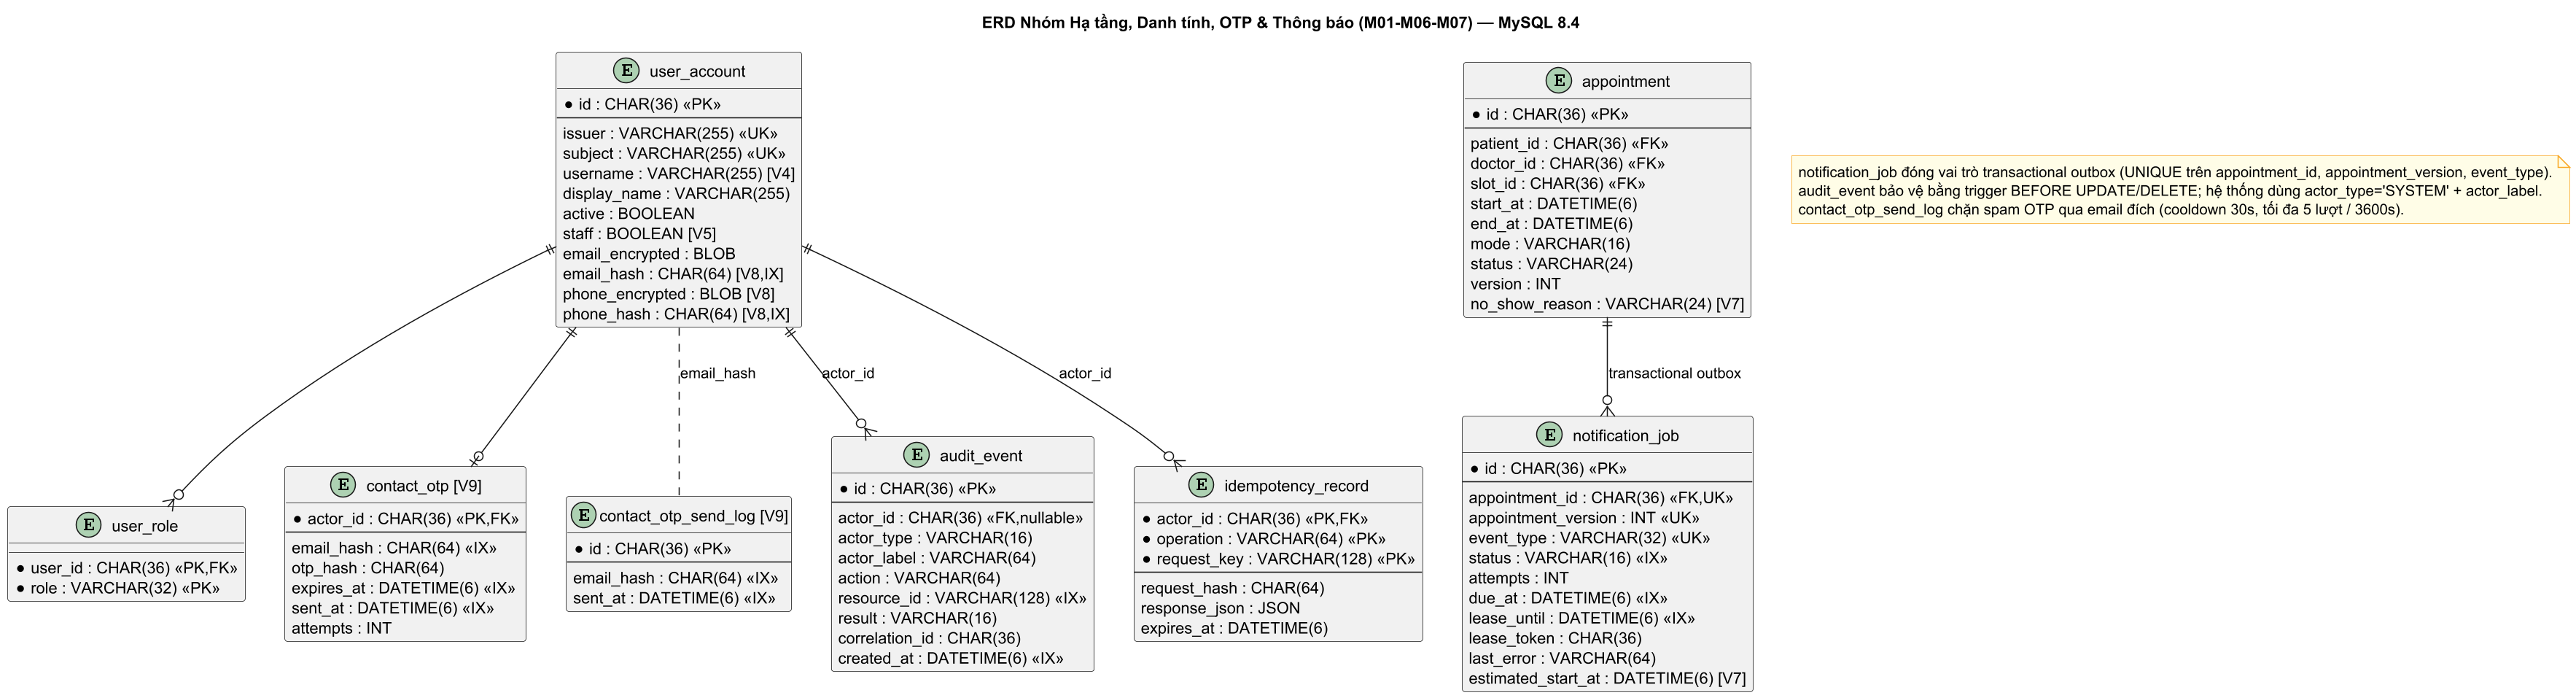 ERD Nhóm Hạ tầng, Danh tính, OTP & Thông báo (M01-M06-M07) — MySQL 8.4
E user_account
id : CHAR(36) «PK»
issuer : VARCHAR(255) «UK»
subject : VARCHAR(255) «UK»
username : VARCHAR(255) [V4]
display_name : VARCHAR(255)
active : BOOLEAN
staff : BOOLEAN [V5]
email_encrypted : BLOB
email_hash : CHAR(64) [V8,IX]
phone_encrypted : BLOB [V8]
phone_hash : CHAR(64) [V8,IX]
E appointment
id : CHAR(36) «PK»
patient_id : CHAR(36) «FK»
doctor_id : CHAR(36) «FK»
slot_id : CHAR(36) «FK»
start_at : DATETIME(6)
end_at : DATETIME(6)
mode : VARCHAR(16)
status : VARCHAR(24)
version : INT
no_show_reason : VARCHAR(24) [V7]
notification_job đóng vai trò transactional outbox (UNIQUE trên appointment_id, appointment_version, event_type).
audit_event bảo vệ bằng trigger BEFORE UPDATE/DELETE; hệ thống dùng actor_type='SYSTEM' + actor_label.
contact_otp_send_log chặn spam OTP qua email đích (cooldown 30s, tối đa 5 lượt / 3600s).
email_hash
actor_id
actor_id
transactional outbox
E user_role
user_id : CHAR(36) «PK,FK»
role : VARCHAR(32) «PK»
E contact_otp [V9]
actor_id : CHAR(36) «PK,FK»
email_hash : CHAR(64) «IX»
otp_hash : CHAR(64)
expires_at : DATETIME(6) «IX»
sent_at : DATETIME(6) «IX»
attempts : INT
E contact_otp_send_log [V9]
id : CHAR(36) «PK»
email_hash : CHAR(64) «IX»
sent_at : DATETIME(6) «IX»
E audit_event
id : CHAR(36) «PK»
actor_id : CHAR(36) «FK,nullable»
actor_type : VARCHAR(16)
actor_label : VARCHAR(64)
action : VARCHAR(64)
resource_id : VARCHAR(128) «IX»
result : VARCHAR(16)
correlation_id : CHAR(36)
created_at : DATETIME(6) «IX»
E idempotency_record
actor_id : CHAR(36) «PK,FK»
operation : VARCHAR(64) «PK»
request_key : VARCHAR(128) «PK»
request_hash : CHAR(64)
response_json : JSON
expires_at : DATETIME(6)
E notification_job
id : CHAR(36) «PK»
appointment_id : CHAR(36) «FK,UK»
appointment_version : INT «UK»
event_type : VARCHAR(32) «UK»
status : VARCHAR(16) «IX»
attempts : INT
due_at : DATETIME(6) «IX»
lease_until : DATETIME(6) «IX»
lease_token : CHAR(36)
last_error : VARCHAR(64)
estimated_start_at : DATETIME(6) [V7]